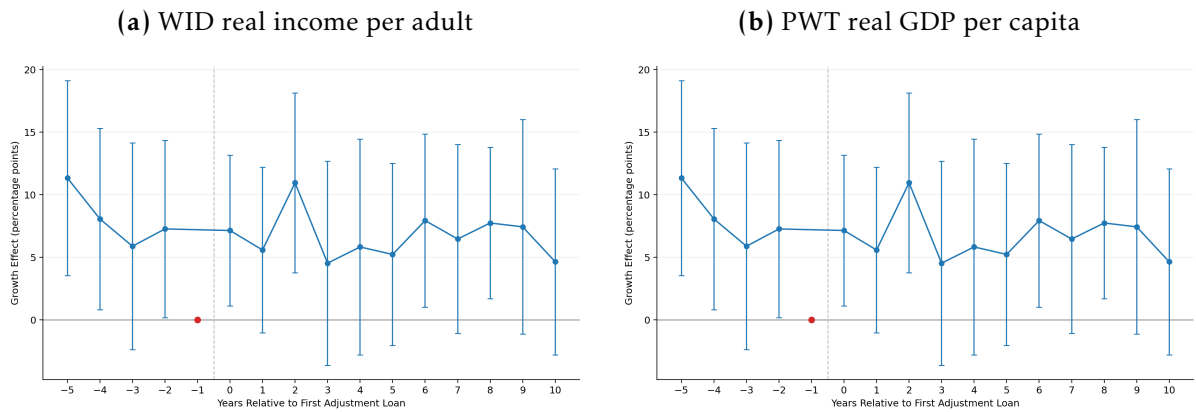 (a) WID real income per adult
20
15
10
5
0
Growth Effect (percentage points)
−5 −4 −3 −2 −1 0 1 2 3 4 5 6 7 8 9 10
Years Relative to First Adjustment Loan
(b) PWT real GDP per capita
20
15
10
5
0
Growth Effect (percentage points)
−5 −4 −3 −2 −1 0 1 2 3 4 5 6 7 8 9 10
Years Relative to First Adjustment Loan